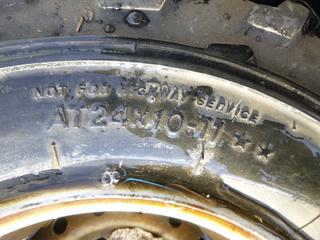 NOT FOR HIGHWAY SERVICE
AT24X10-11 **